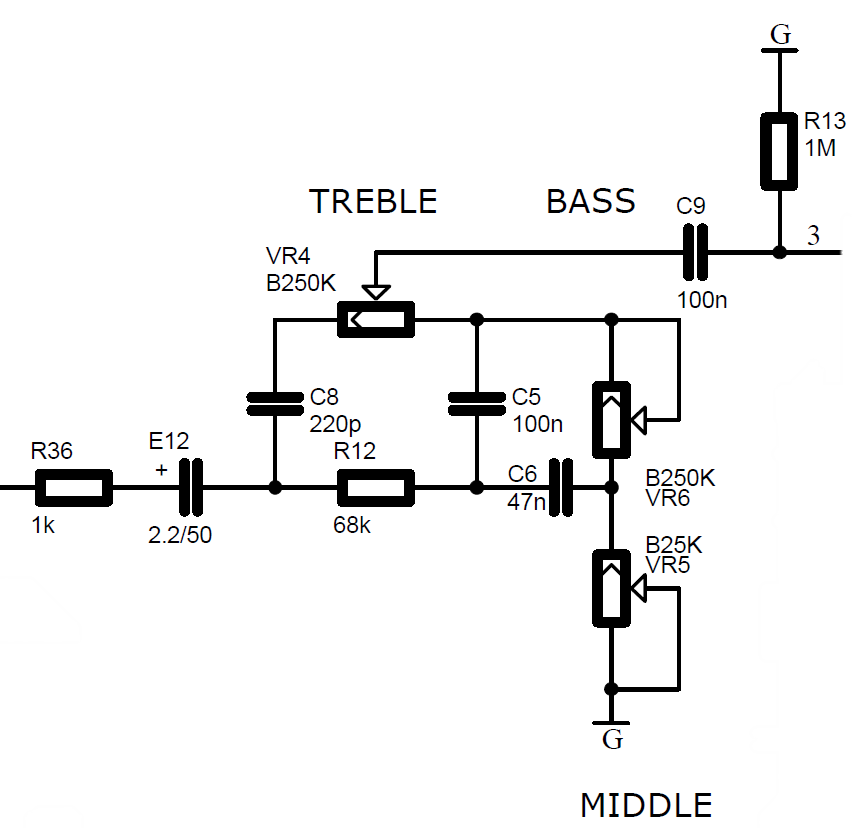 G
R13
1M
TREBLE
BASS
C9
3
VR4
B250K
100n
C8
220p
C5
100n
R36
E12
+
R12
C6
47n
B250K
VR6
1k
2.2/50
68k
B25K
VR5
G
MIDDLE